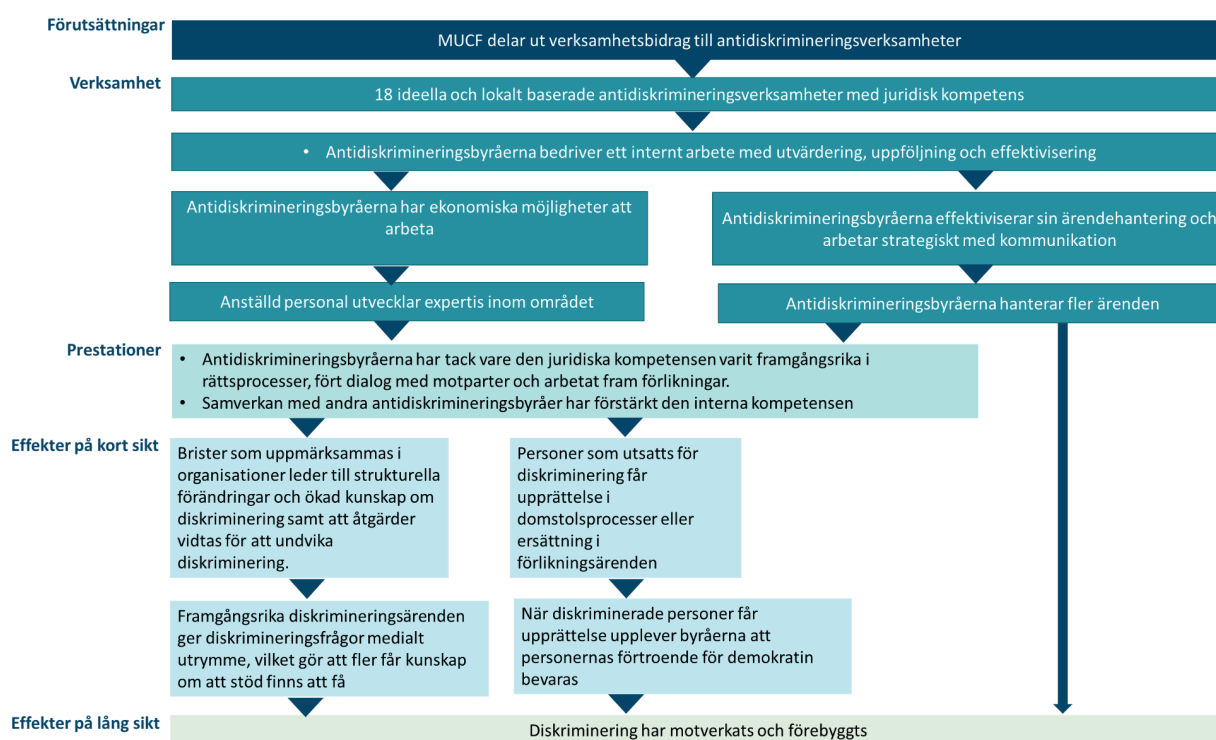 Förutsättningar
MUCF delar ut verksamhetsbidrag till antidiskrimineringsverksamheter
Verksamhet
18 ideella och lokalt baserade antidiskrimineringsverksamheter med juridisk kompetens
• Antidiskrimineringsbyråerna bedriver ett internt arbete med utvärdering, uppföljning och effektivisering
Antidiskrimineringsbyråerna har ekonomiska möjligheter att
arbeta
Antidiskrimineringsbyråerna effektiviserar sin ärendehantering och
arbetar strategiskt med kommunikation
Anställd personal utvecklar expertis inom området
Antidiskrimineringsbyråerna hanterar fler ärenden
Prestationer
• Antidiskrimineringsbyråerna har tack vare den juridiska kompetensen varit framgångsrika i
rättsprocesser, fört dialog med motparter och arbetat fram förlikningar.
• Samverkan med andra antidiskrimineringsbyråer har förstärkt den interna kompetensen
Effekter på kort sikt
Brister som uppmärksammas i
organisationer leder till strukturella
förändringar och ökad kunskap om
diskriminering samt att åtgärder
vidtas för att undvika
diskriminering.
Personer som utsatts för
diskriminering får
upprättelse i
domstolsprocesser eller
ersättning i
förlikningsärenden
Framgångsrika diskrimineringsärenden
ger diskrimineringsfrågor medialt
utrymme, vilket gör att fler får kunskap
om att stöd finns att få
När diskriminerade personer får
upprättelse upplever byråerna att
personernas förtroende för demokratin
bevaras
Effekter på lång sikt
Diskriminering har motverkats och förebyggts